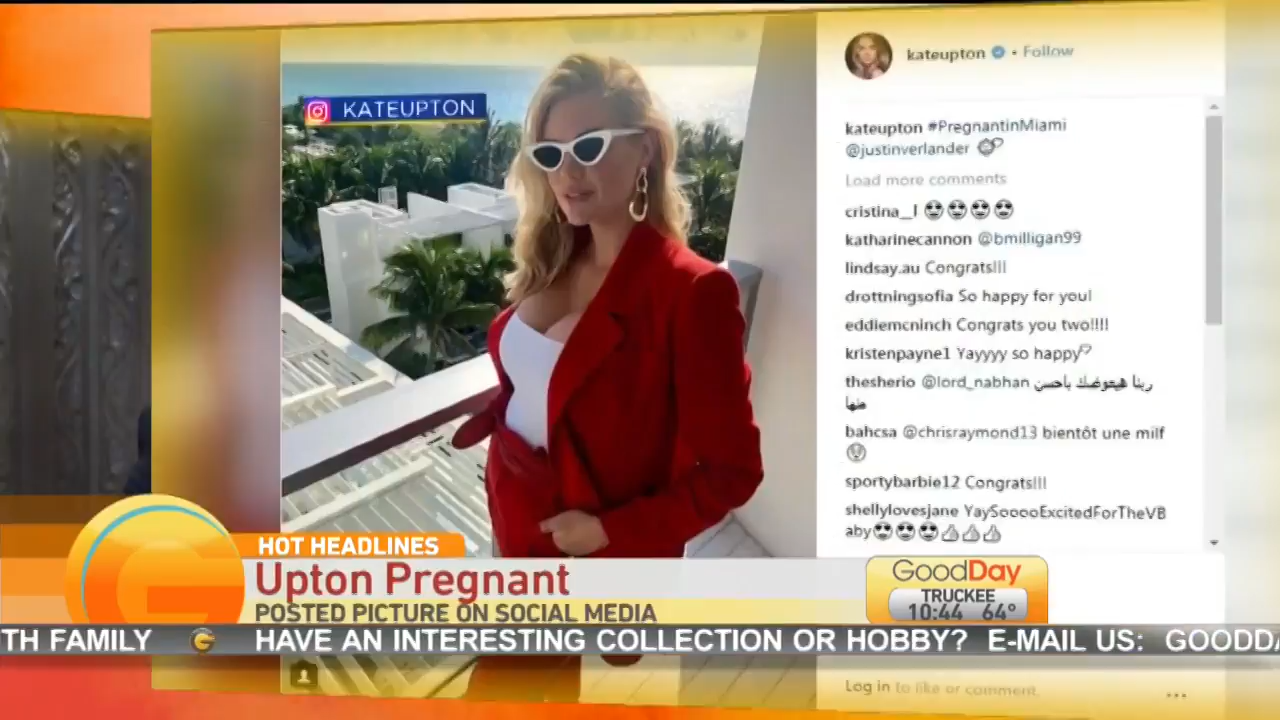 kateupton • Follow
KATEUPTON
kateupton #PregnantinMiami
@justinverlander
Load more comments
cristina__l
katharinecannon @bmilligan99
lindsay.au Congrats!!!
drottningsofia So happy for you!
eddiemcninch Congrats you two!!!!
kristenpayne1 Yayyyy so happy
thesherio @lord_nabhan ربنا هيعوضك بأحسن
منها
bahcsa @chrisraymond13 bientôt une milf
sportybarbie12 Congrats!!!
shellylovesjane YaySooooExcitedForTheVB
aby
HOT HEADLINES
Upton Pregnant
POSTED PICTURE ON SOCIAL MEDIA
GoodDay
TRUCKEE
10:44 64°
TH FAMILY HAVE AN INTERESTING COLLECTION OR HOBBY? E-MAIL US: GOODDA
Log in to like or comment.